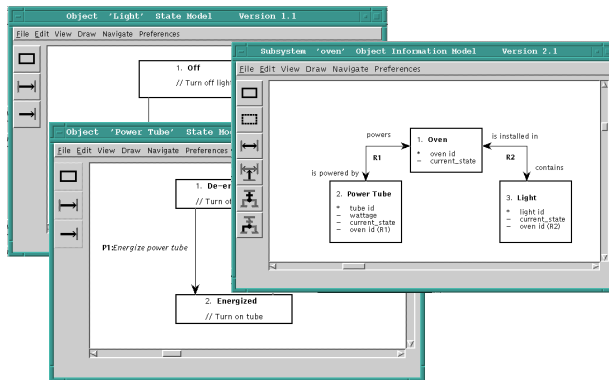 Object 'Light' State Model Version 1.1
File Edit View Draw Navigate Preferences
1. Off
// Turn off light
Subsystem 'oven' Object Information Model Version 2.1
File Edit View Draw Navigate Preferences
powers
R1
is powered by
1. Oven
* oven id
– current_state
is installed in
R2
contains
2. Power Tube
* tube id
– wattage
– current_state
– oven id (R1)
3. Light
* light id
– current_state
– oven id (R2)
Object 'Power Tube' State
File Edit View Draw Navigate Preferences
1.
// Turn
P1:Energize power tube
2. Energized
// Turn on tube